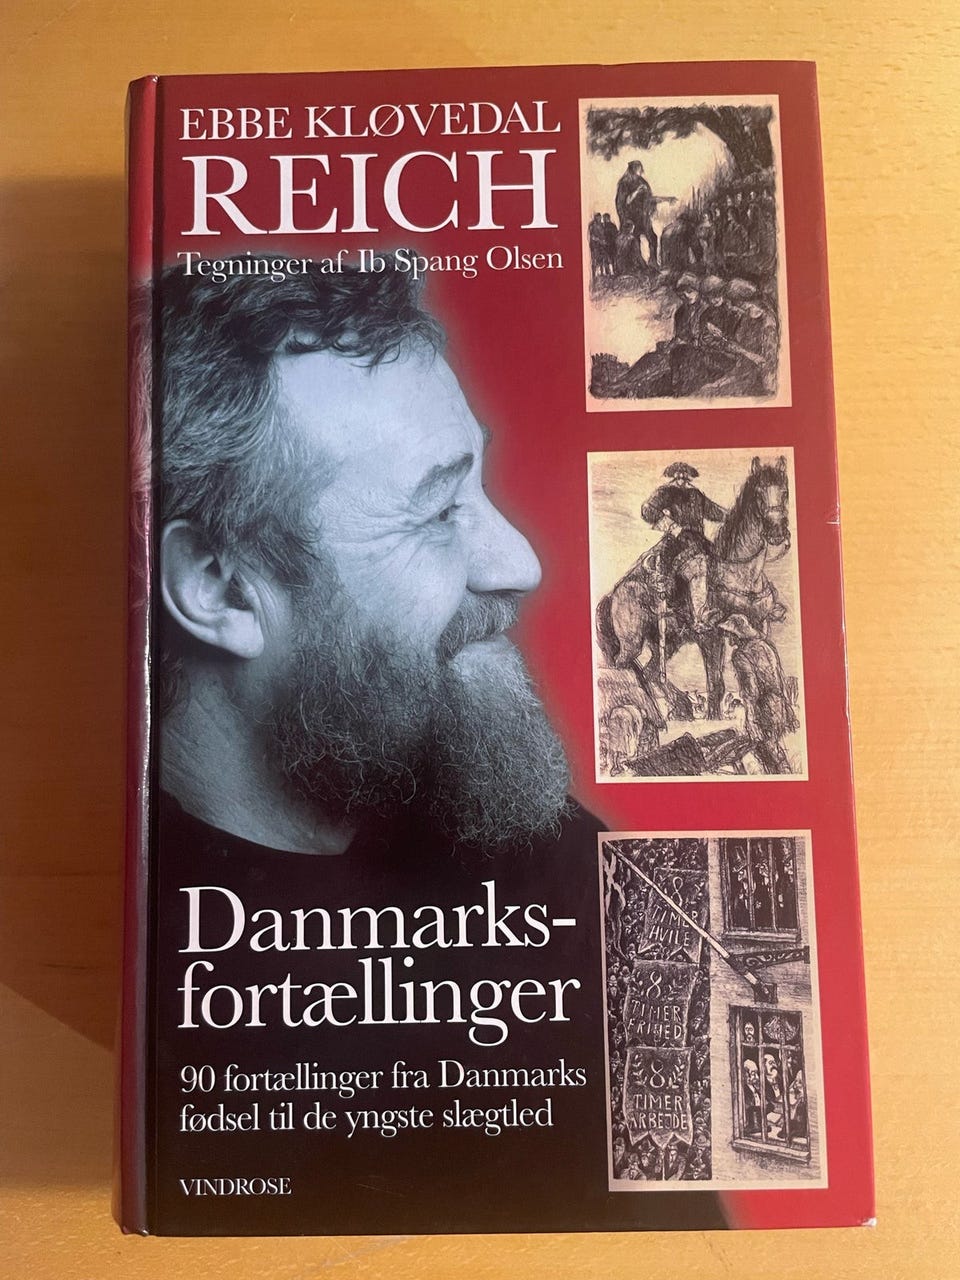 EBBE KLØVEDAL
REICH
Tegninger af Ib Spang Olsen
8
TIMER
HVILE
8
TIMER
FRIHED
8
TIMER
ARBEJDE
Danmarks-
fortællinger
90 fortællinger fra Danmarks
fødsel til de yngste slægtled
VINDROSE